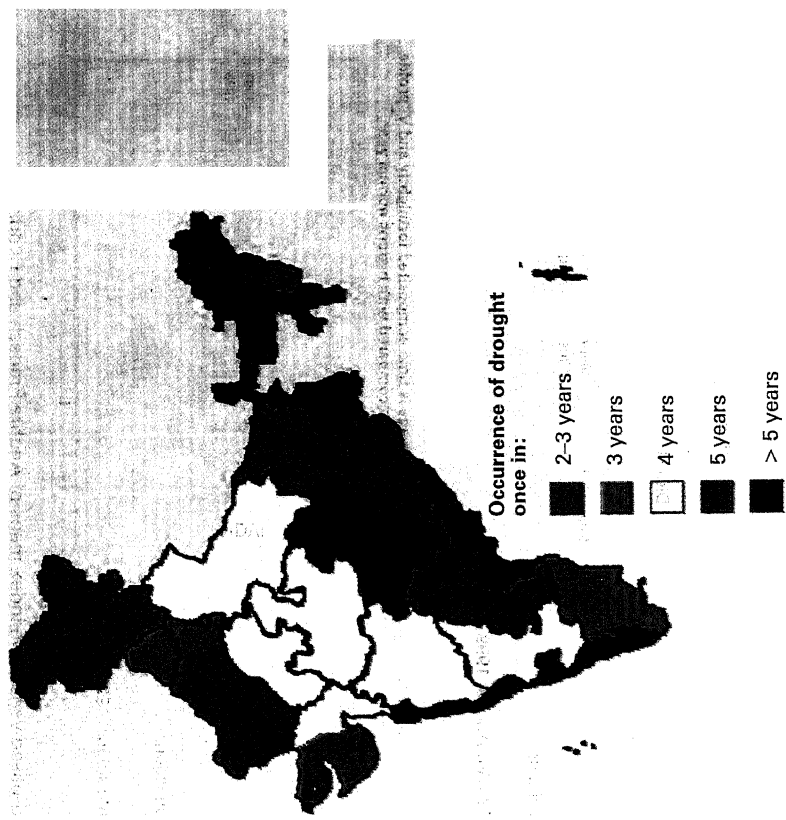 Occurrence of drought
once in:
2–3 years
3 years
4 years
5 years
> 5 years